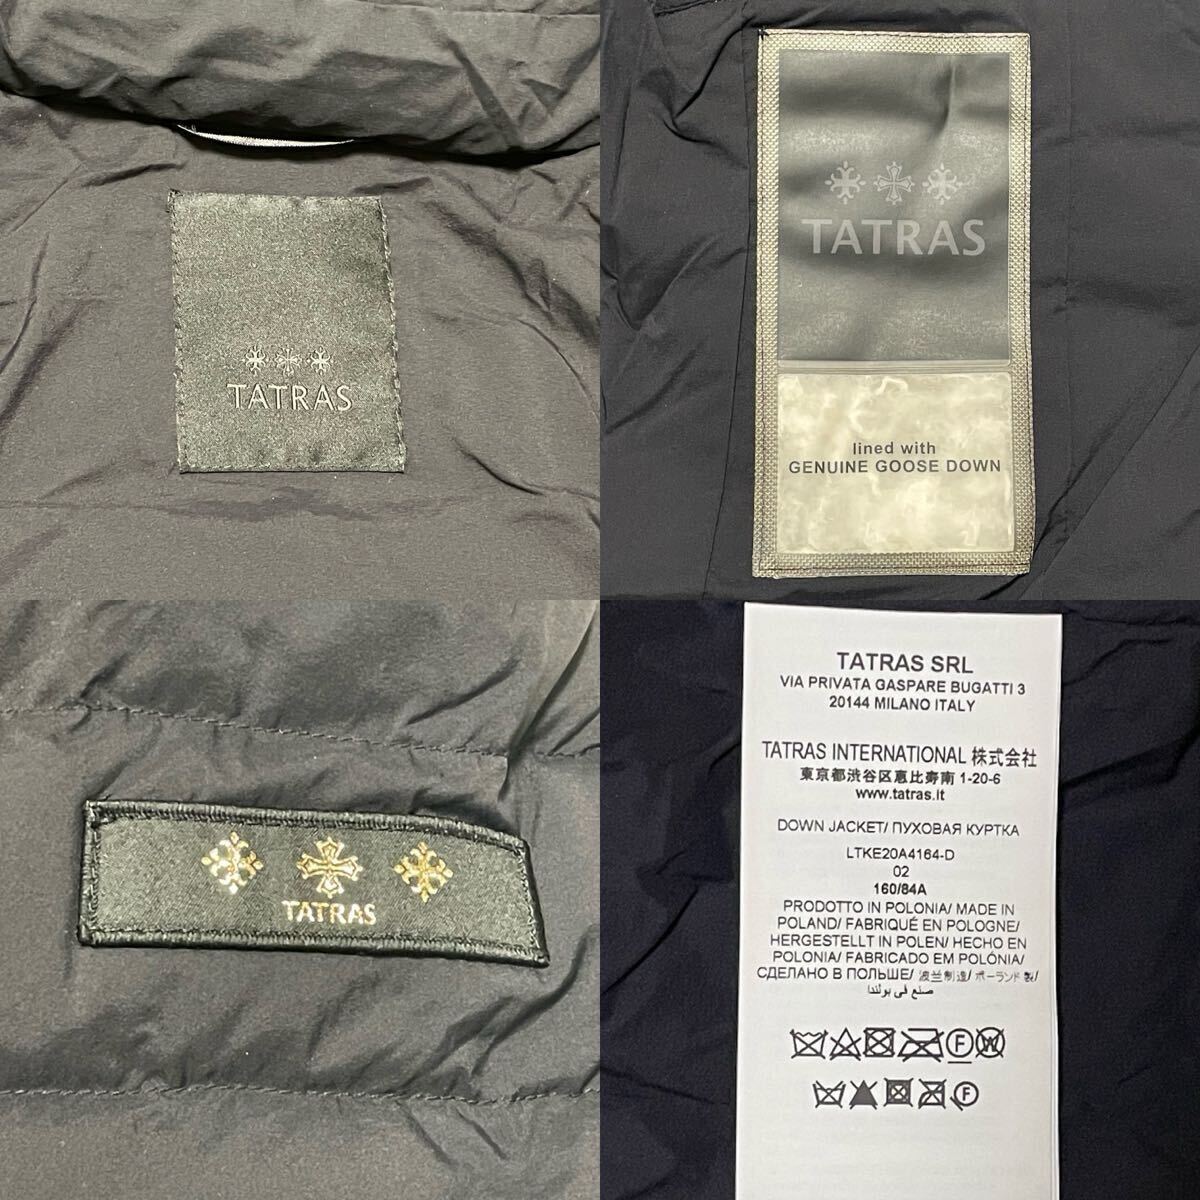 TATRAS
TATRAS
lined with
GENUINE GOOSE DOWN
TATRAS
TATRAS SRL
VIA PRIVATA GASPARE BUGATTI 3
20144 MILANO ITALY
TATRAS INTERNATIONAL 株式会社
東京都渋谷区恵比寿南 1-20-6
www.tatras.it
DOWN JACKET/ ПУХОВАЯ КУРТКА
LTKE20A4164-D
02
160/84A
PRODOTTO IN POLONIA/ MADE IN
POLAND/ FABRIQUÉ EN POLOGNE/
HERGESTELLT IN POLEN/ HECHO EN
POLONIA/ FABRICADO EM POLÓNIA/
СДЕЛАНО В ПОЛЬШЕ/ 波兰制造/ ポーランド製/
صنع في بولندا
F W
F